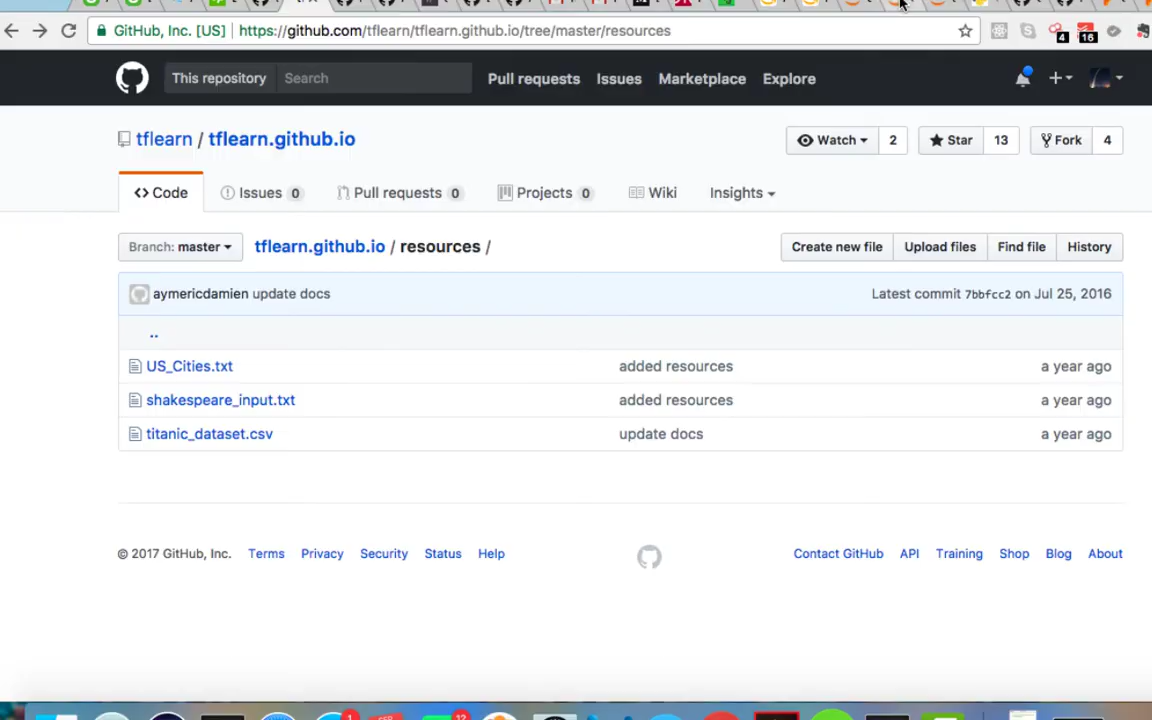 GitHub, Inc. [US] https://github.com/tflearn/tflearn.github.io/tree/master/resources
4 16
This repository Search Pull requests Issues Marketplace Explore
tflearn / tflearn.github.io Watch 2 Star 13 Fork 4
<> Code Issues 0 Pull requests 0 Projects 0 Wiki Insights
Branch: master tflearn.github.io / resources / Create new file Upload files Find file History
aymericdamien update docs Latest commit 7bbfcc2 on Jul 25, 2016
..
US_Cities.txt added resources a year ago
shakespeare_input.txt added resources a year ago
titanic_dataset.csv update docs a year ago
© 2017 GitHub, Inc. Terms Privacy Security Status Help Contact GitHub API Training Shop Blog About
1 12